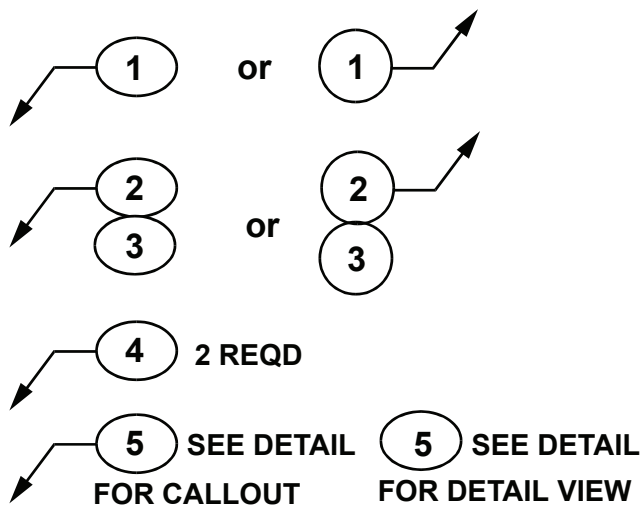 1 or 1
2 or 2
3 3
4 2 REQD
5 SEE DETAIL 5 SEE DETAIL
FOR CALLOUT FOR DETAIL VIEW